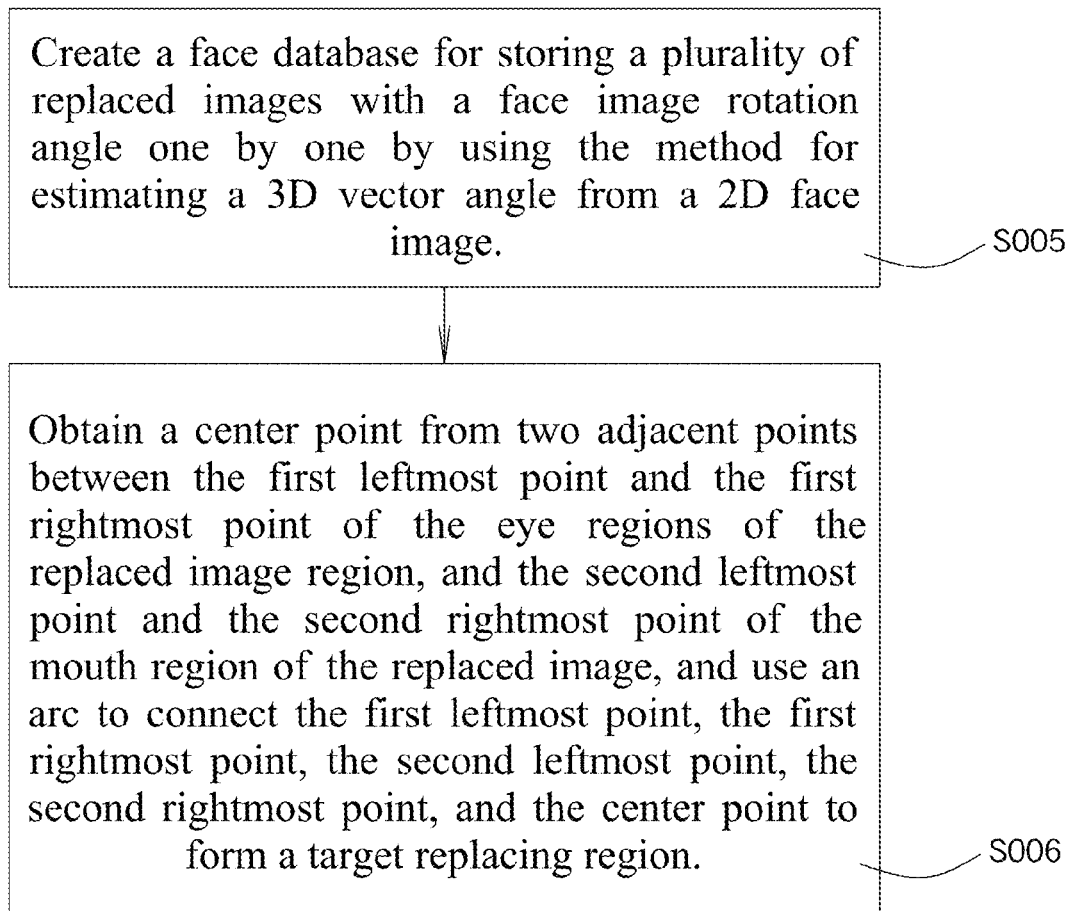 Create a face database for storing a plurality of
replaced images with a face image rotation
angle one by one by using the method for
estimating a 3D vector angle from a 2D face
image.
S005
Obtain a center point from two adjacent points
between the first leftmost point and the first
rightmost point of the eye regions of the
replaced image region, and the second leftmost
point and the second rightmost point of the
mouth region of the replaced image, and use an
arc to connect the first leftmost point, the first
rightmost point, the second leftmost point, the
second rightmost point, and the center point to
form a target replacing region.
S006